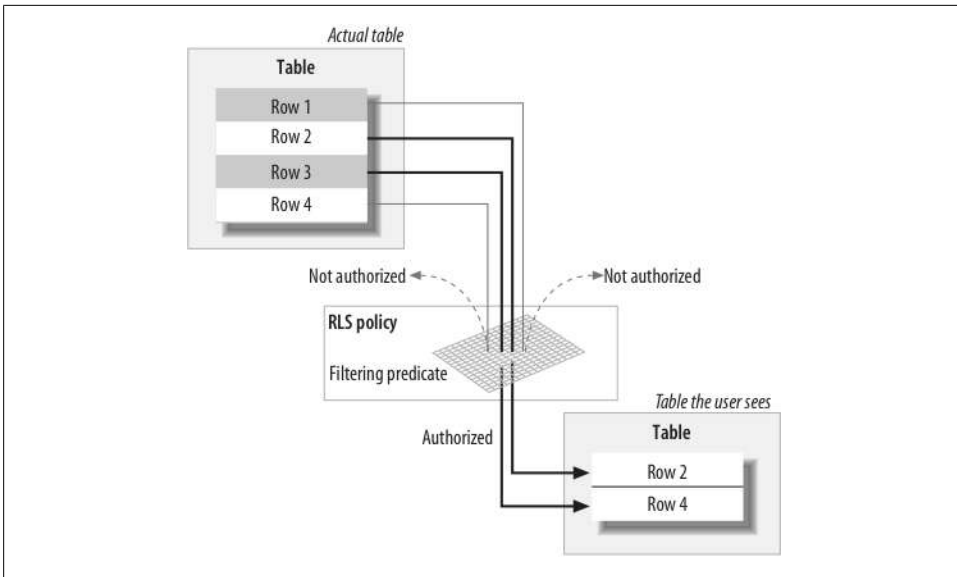 Actual table
Table
Row 1
Row 2
Row 3
Row 4
Not authorized
Not authorized
RLS policy
Filtering predicate
Table the user sees
Authorized
Table
Row 2
Row 4